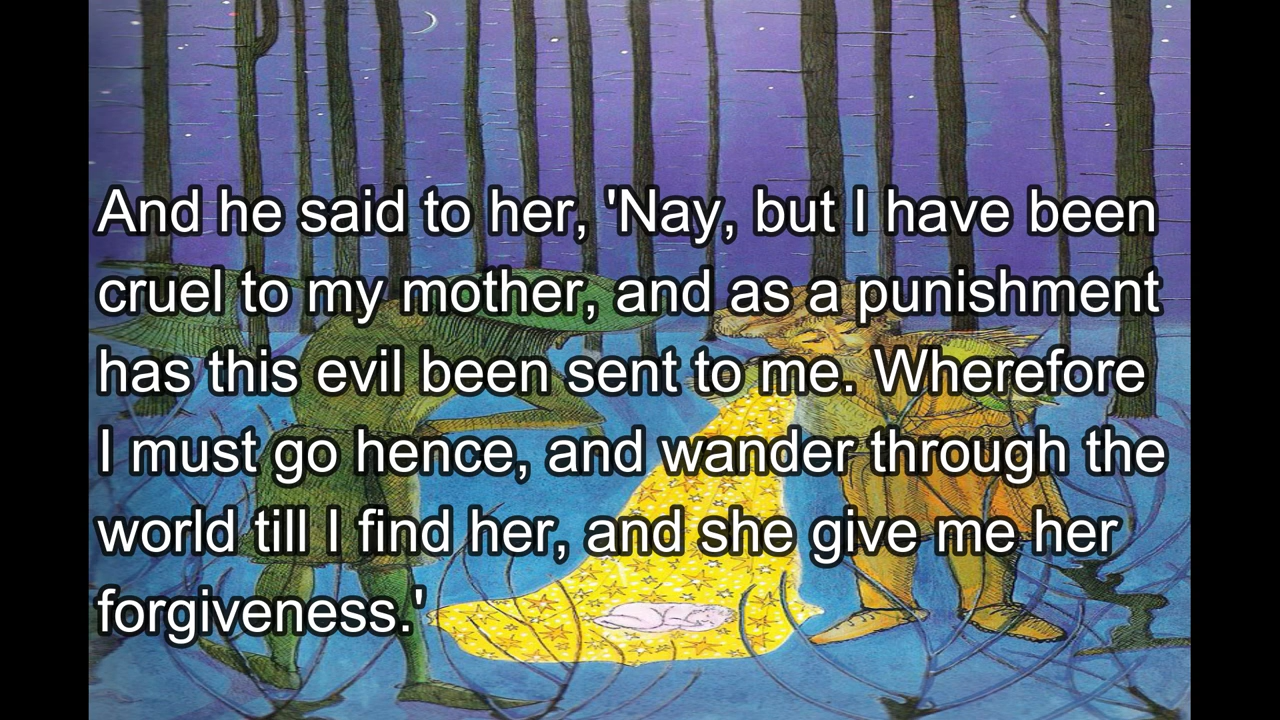 And he said to her, 'Nay, but I have been
cruel to my mother, and as a punishment
has this evil been sent to me. Wherefore
I must go hence, and wander through the
world till I find her, and she give me her
forgiveness.'